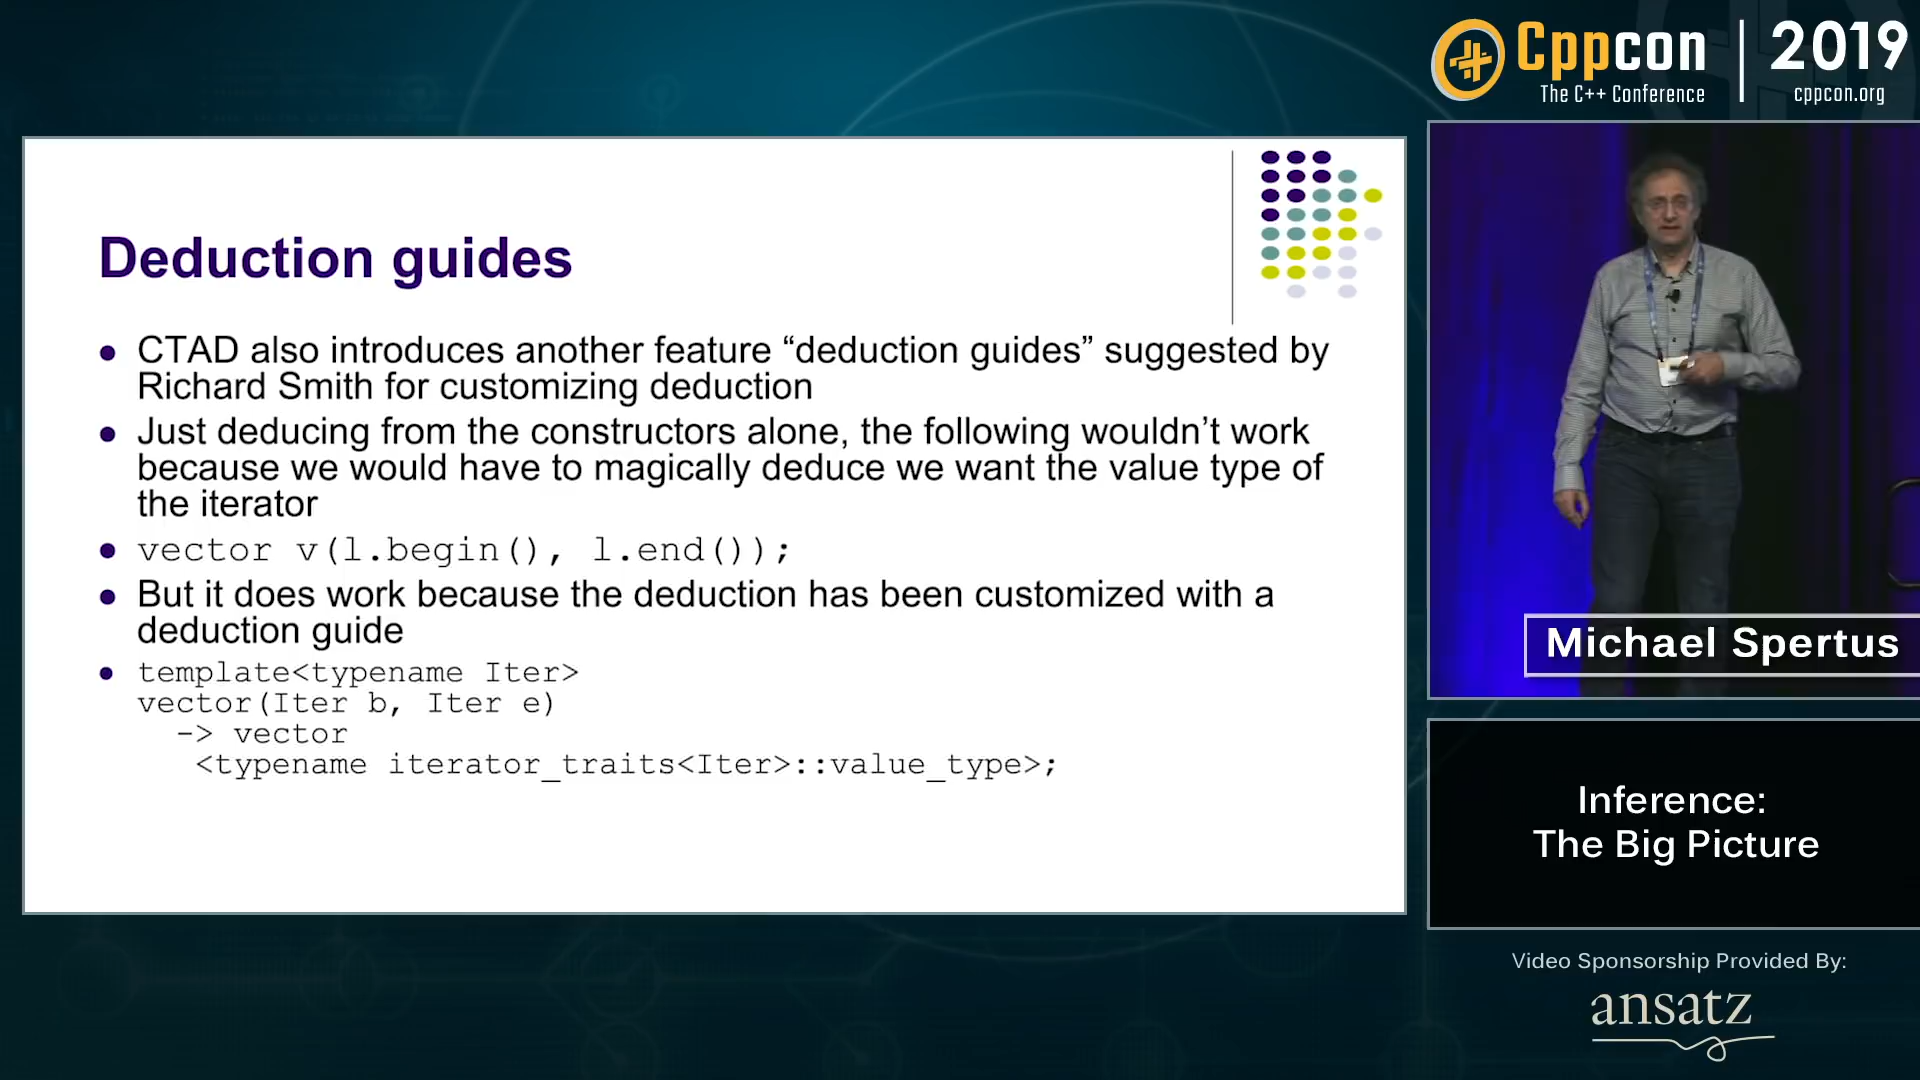 Cppcon
The C++ Conference
2019
cppcon.org
Deduction guides
CTAD also introduces another feature “deduction guides” suggested by
Richard Smith for customizing deduction
Just deducing from the constructors alone, the following wouldn’t work
because we would have to magically deduce we want the value type of
the iterator
vector v(l.begin(), l.end());
But it does work because the deduction has been customized with a
deduction guide
template<typename Iter>
vector(Iter b, Iter e)
-> vector
<typename iterator_traits<Iter>::value_type>;
Michael Spertus
Inference:
The Big Picture
Video Sponsorship Provided By:
ansatz